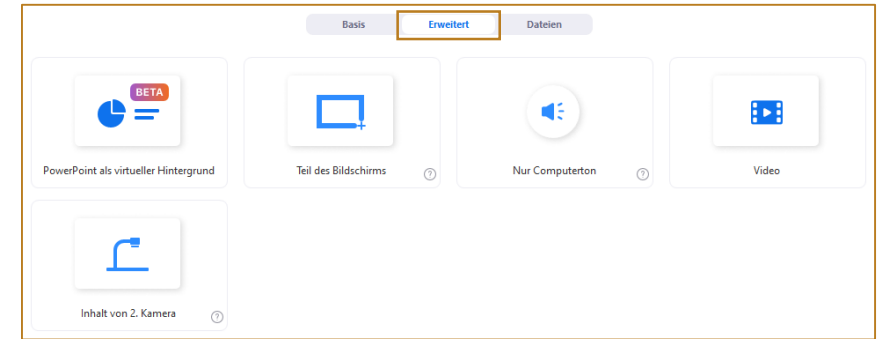 Basis
Erweitert
Dateien
BETA
PowerPoint als virtueller Hintergrund
Teil des Bildschirms
?
Nur Computerton
?
Video
Inhalt von 2. Kamera
?